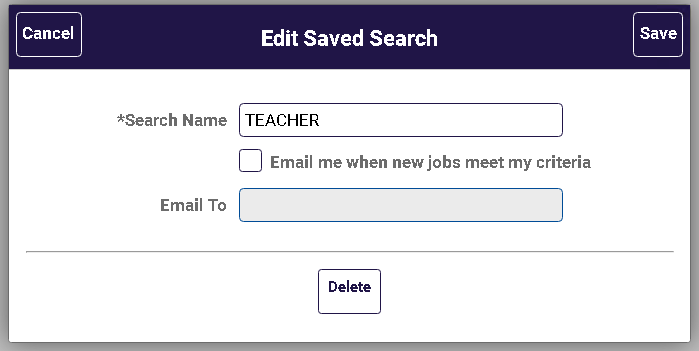 Cancel
Edit Saved Search
Save
*Search Name
TEACHER
Email me when new jobs meet my criteria
Email To
Delete